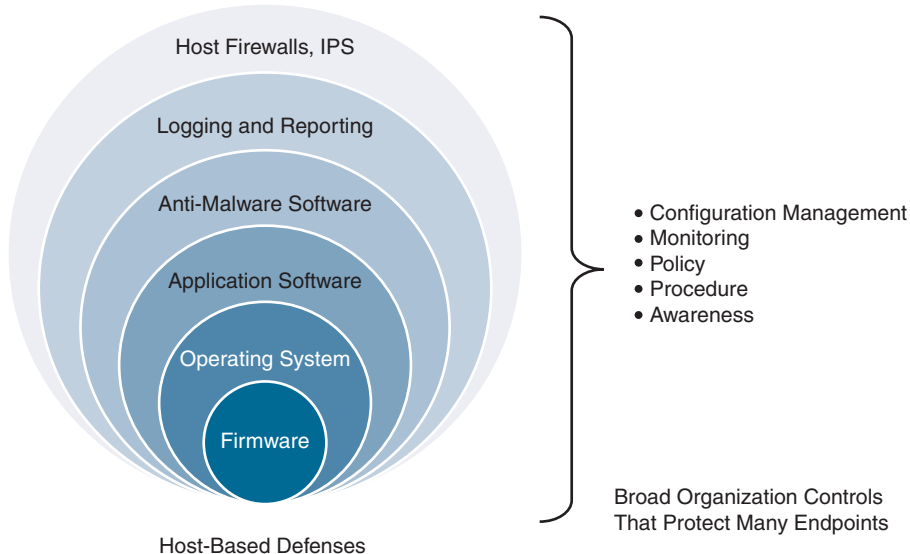 Host Firewalls, IPS
Logging and Reporting
Anti-Malware Software
Application Software
Operating System
Firmware
Host-Based Defenses
• Configuration Management
• Monitoring
• Policy
• Procedure
• Awareness
Broad Organization Controls
That Protect Many Endpoints